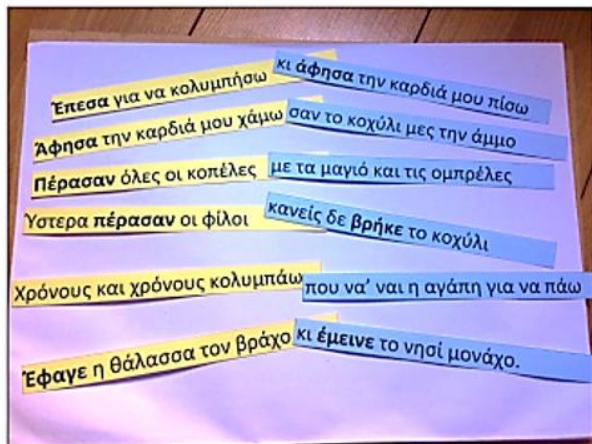 Έπεσα για να κολυμπήσω κι άφησα την καρδιά μου πίσω
Άφησα την καρδιά μου χάμω σαν το κοχύλι μες την άμμο
Πέρασαν όλες οι κοπέλες με τα μαγιό και τις ομπρέλες
Ύστερα πέρασαν οι φίλοι κανείς δε βρήκε το κοχύλι
Χρόνους και χρόνους κολυμπάω που να' ναι η αγάπη για να πάω
Έφαγε η θάλασσα τον βράχο κι έμεινε το νησί μονάχο.